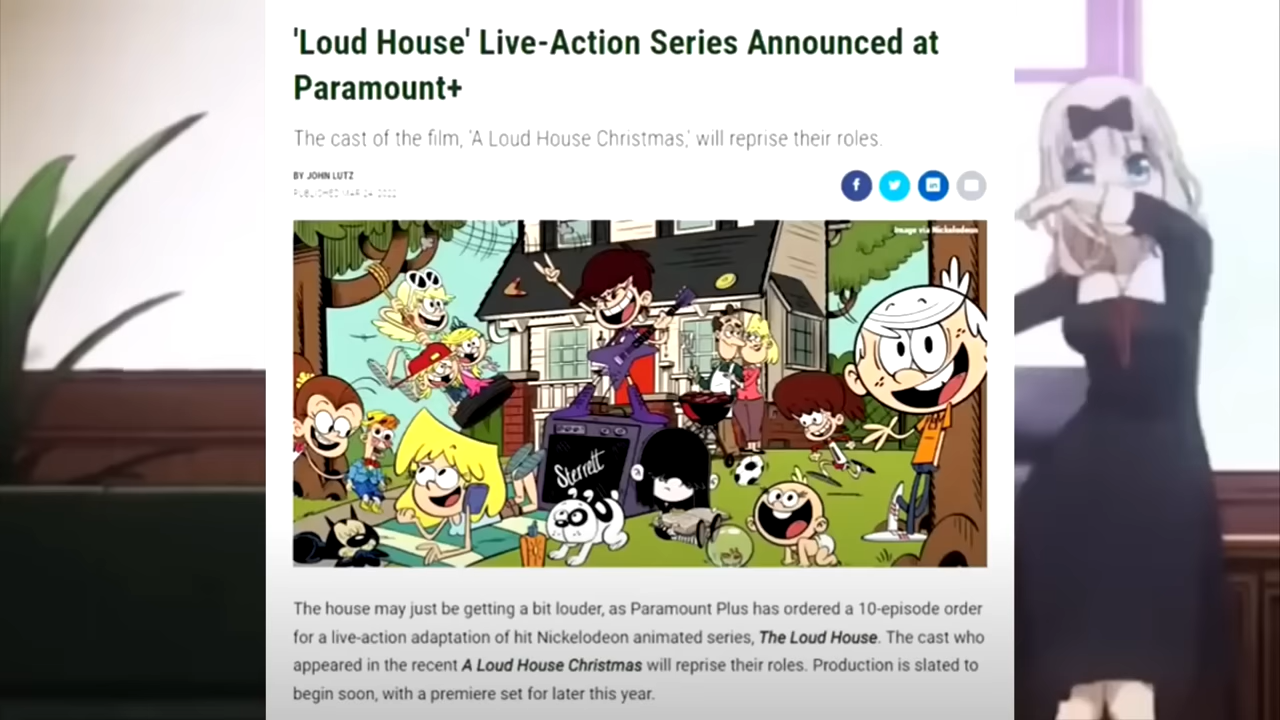 'Loud House' Live-Action Series Announced at
Paramount+
The cast of the film, 'A Loud House Christmas,' will reprise their roles.
BY JOHN LUTZ
PUBLISHED MAR 24, 2022
Image via Nickelodeon
Sterrett
The house may just be getting a bit louder, as Paramount Plus has ordered a 10-episode order
for a live-action adaptation of hit Nickelodeon animated series, The Loud House. The cast who
appeared in the recent A Loud House Christmas will reprise their roles. Production is slated to
begin soon, with a premiere set for later this year.